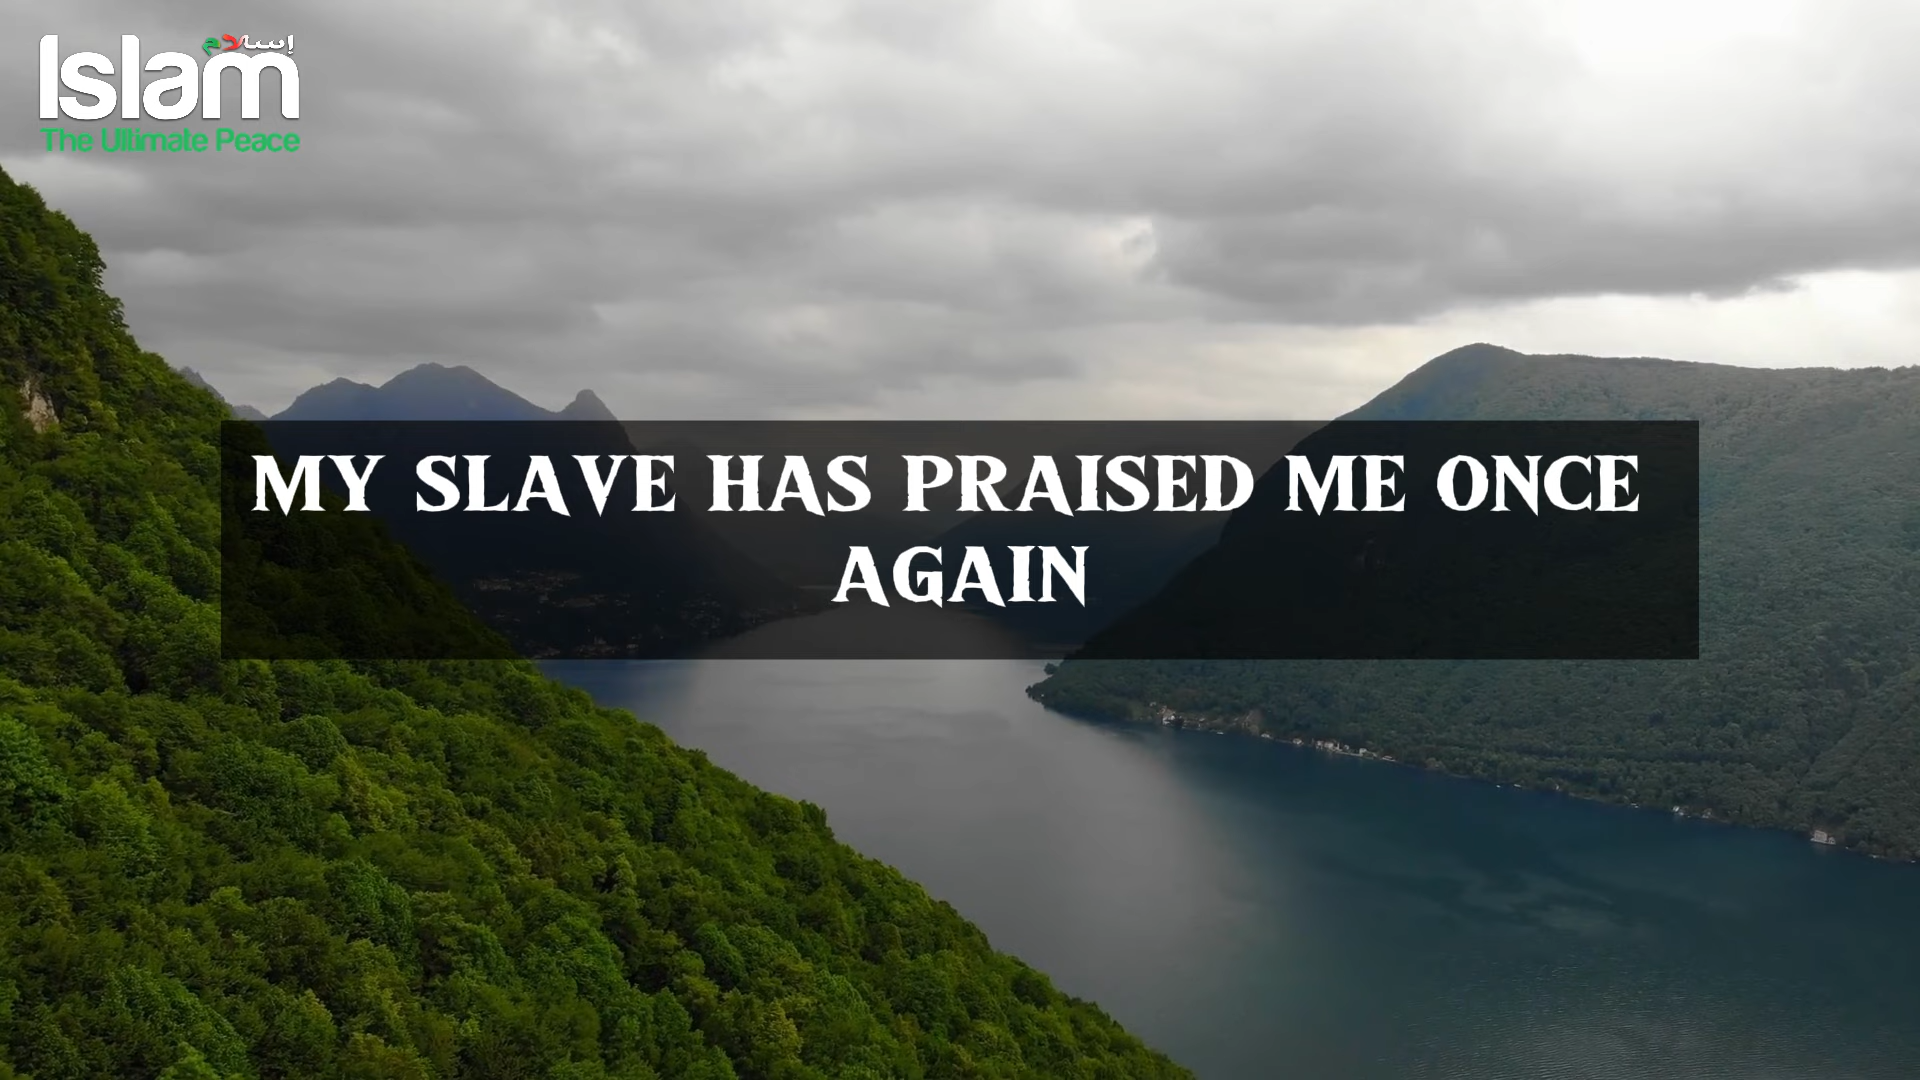 إسلام
Islam
The Ultimate Peace
MY SLAVE HAS PRAISED ME ONCE
AGAIN